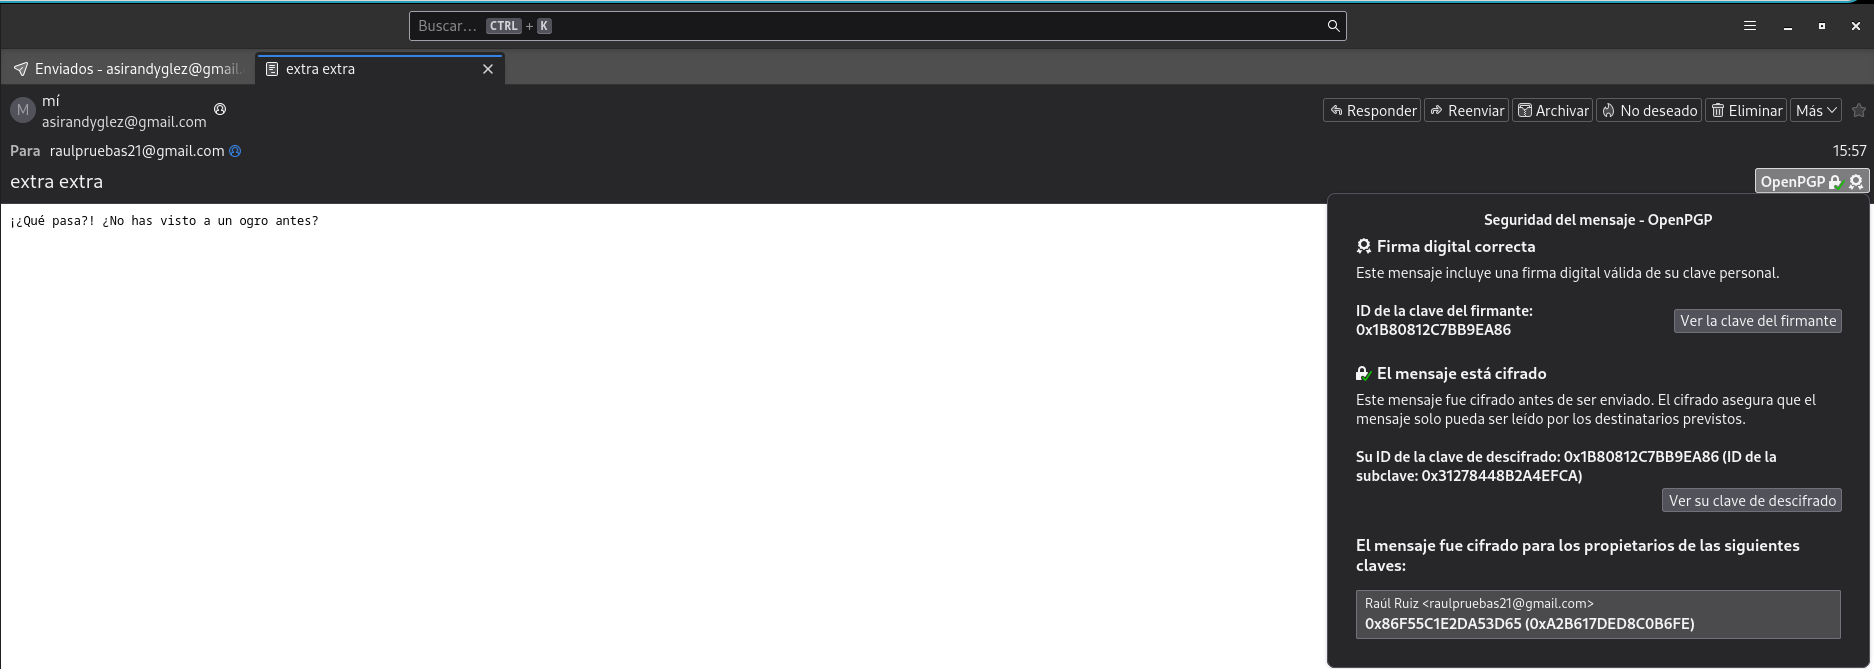 Buscar… CTRL + K
Enviados - asirandyglez@gmail.
extra extra
M
mí
asirandyglez@gmail.com
Responder Reenviar Archivar No deseado Eliminar Más
Para raulpruebas21@gmail.com
15:57
extra extra
OpenPGP
¡¿Qué pasa?! ¿No has visto a un ogro antes?
Seguridad del mensaje - OpenPGP
Firma digital correcta
Este mensaje incluye una firma digital válida de su clave personal.
ID de la clave del firmante:
0x1B80812C7BB9EA86
Ver la clave del firmante
El mensaje está cifrado
Este mensaje fue cifrado antes de ser enviado. El cifrado asegura que el
mensaje solo pueda ser leído por los destinatarios previstos.
Su ID de la clave de descifrado: 0x1B80812C7BB9EA86 (ID de la
subclave: 0x31278448B2A4EFCA)
Ver su clave de descifrado
El mensaje fue cifrado para los propietarios de las siguientes
claves:
Raúl Ruiz <raulpruebas21@gmail.com>
0x86F55C1E2DA53D65 (0xA2B617DED8C0B6FE)